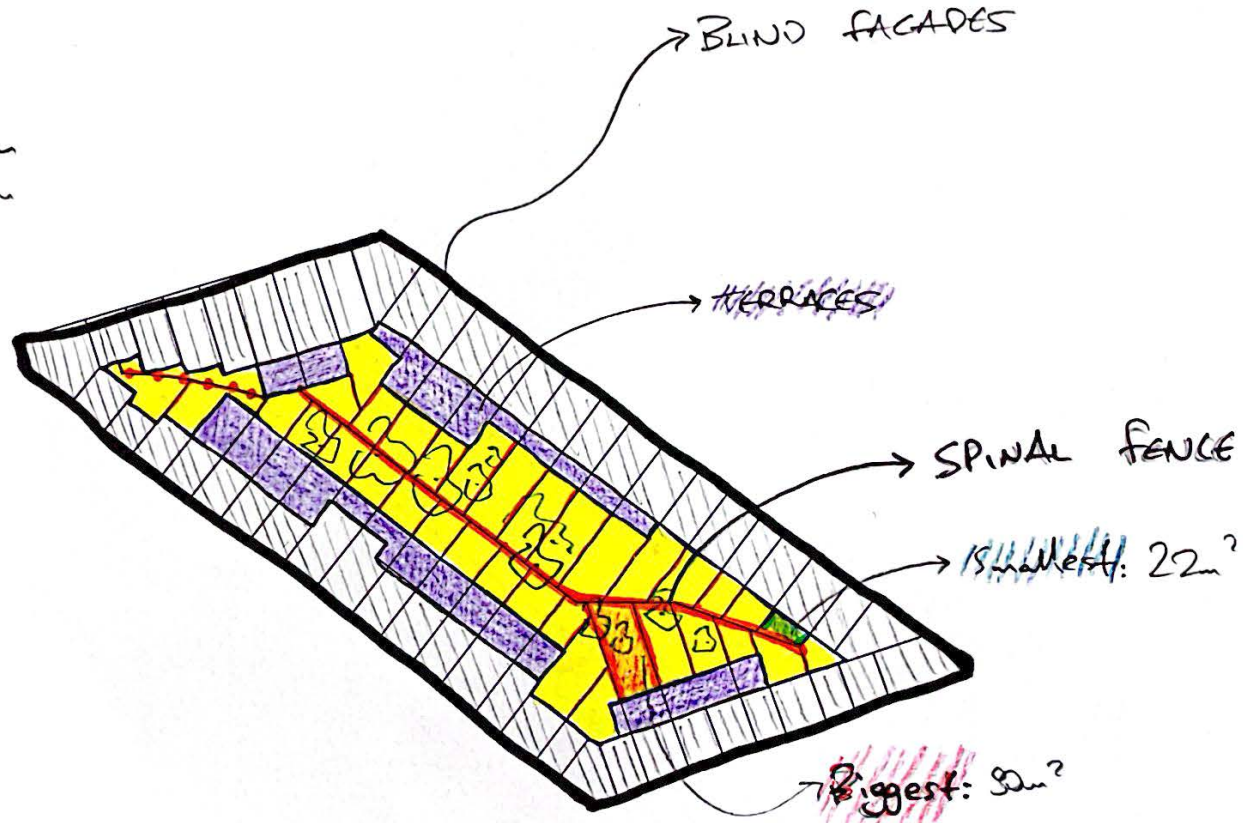 BLIND FACADES
TERRACES
SPINAL FENCE
smallest: 22m²
Biggest: